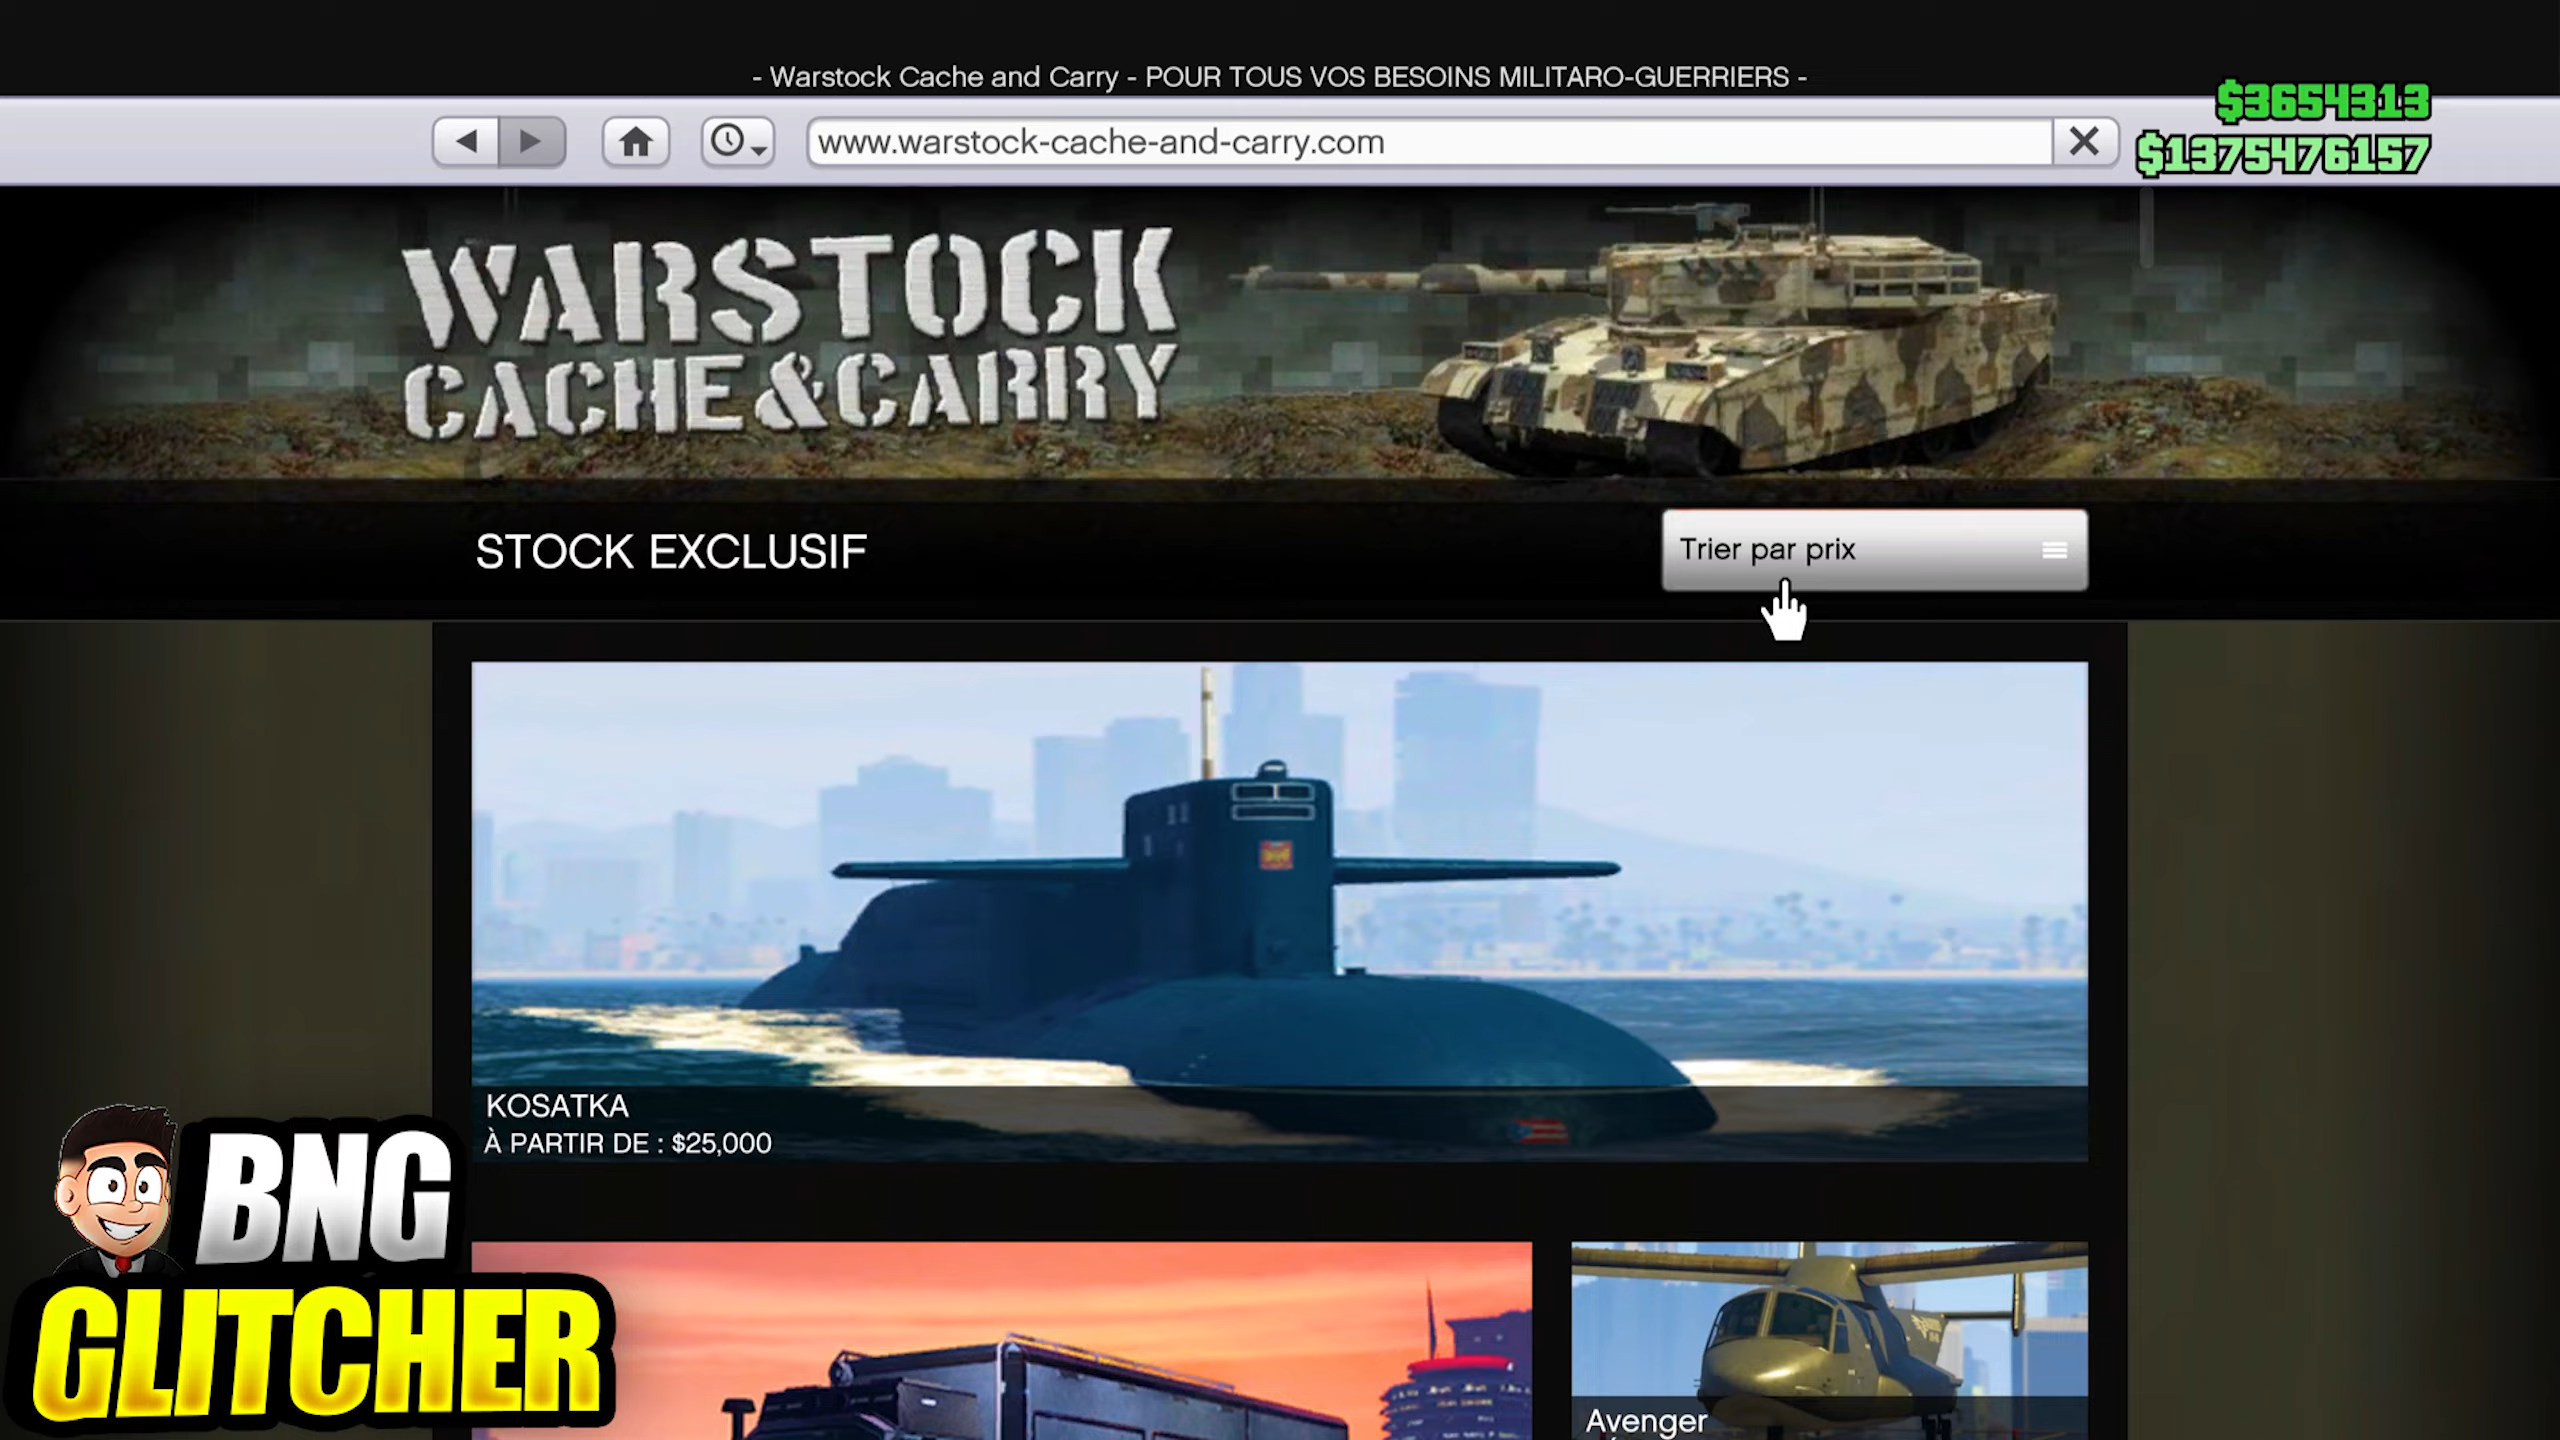 - Warstock Cache and Carry - POUR TOUS VOS BESOINS MILITARO-GUERRIERS -
$3654313
www.warstock-cache-and-carry.com
$1375476157
WARSTOCK
CACHE&CARRY
STOCK EXCLUSIF
Trier par prix
KOSATKA
À PARTIR DE : $25,000
BNG
GLITCHER
Avenger